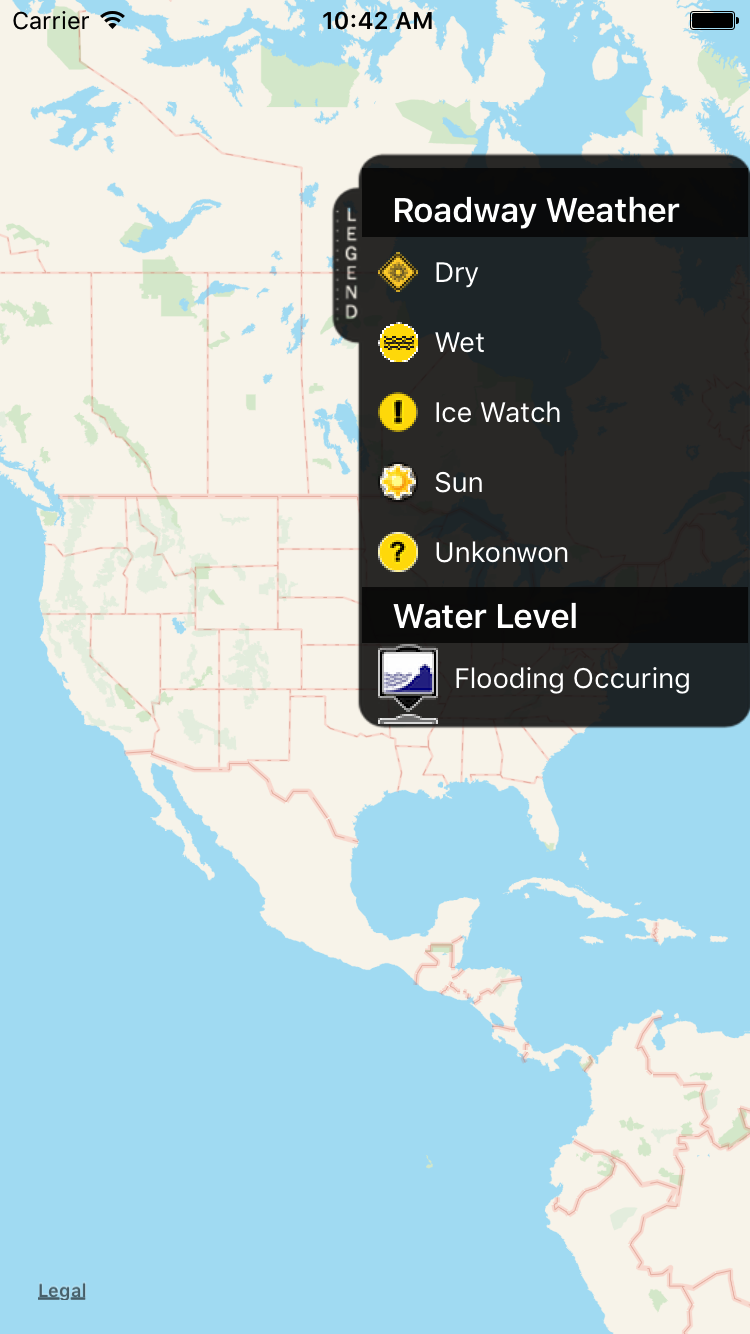 Carrier 10:42 AM
LEGEND
Roadway Weather
Dry
Wet
! Ice Watch
Sun
? Unkonwon
Water Level
Flooding Occuring
Legal